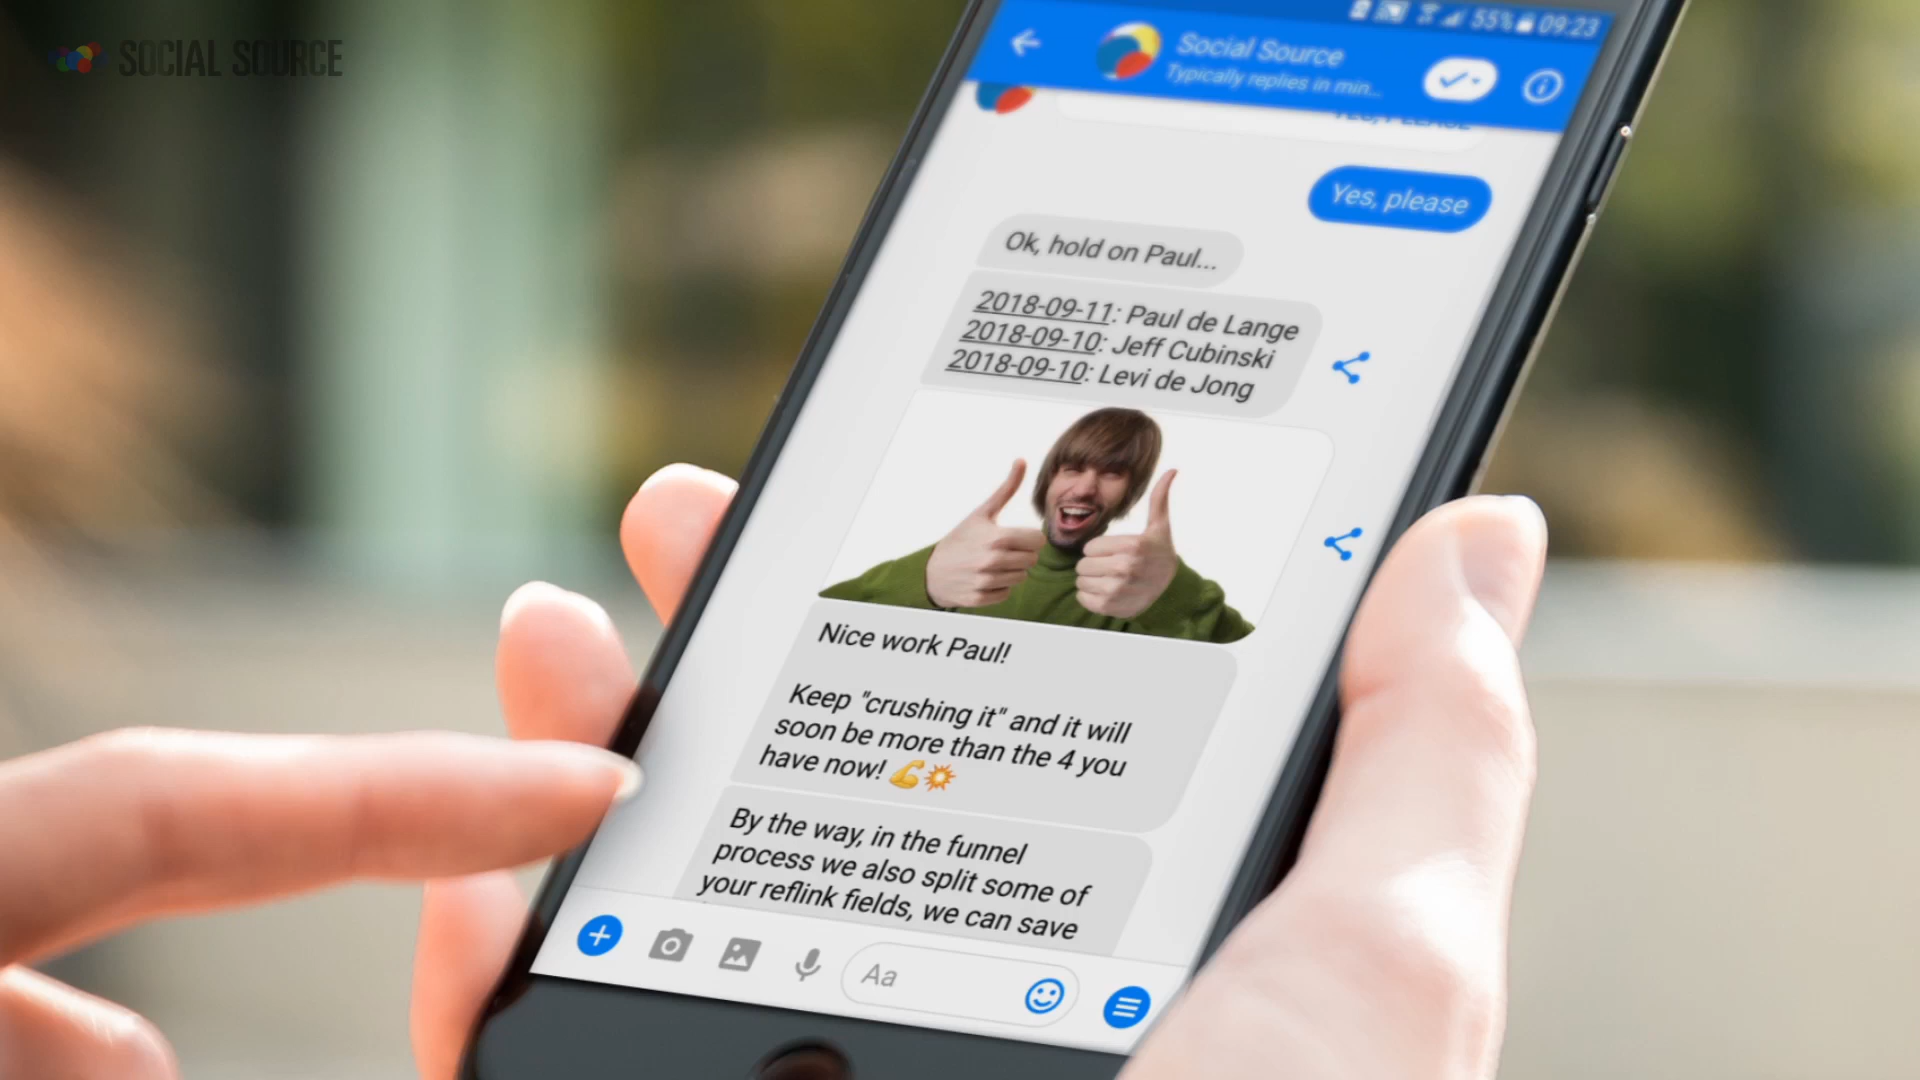 SOCIAL SOURCE
55% 09:23
Social Source
Typically replies in min...
Yes, please
Ok, hold on Paul...
2018-09-11: Paul de Lange
2018-09-10: Jeff Cubinski
2018-09-10: Levi de Jong
Nice work Paul!
Keep "crushing it" and it will
soon be more than the 4 you
have now! 💪💥
By the way, in the funnel
process we also split some of
your reflink fields, we can save
Aa